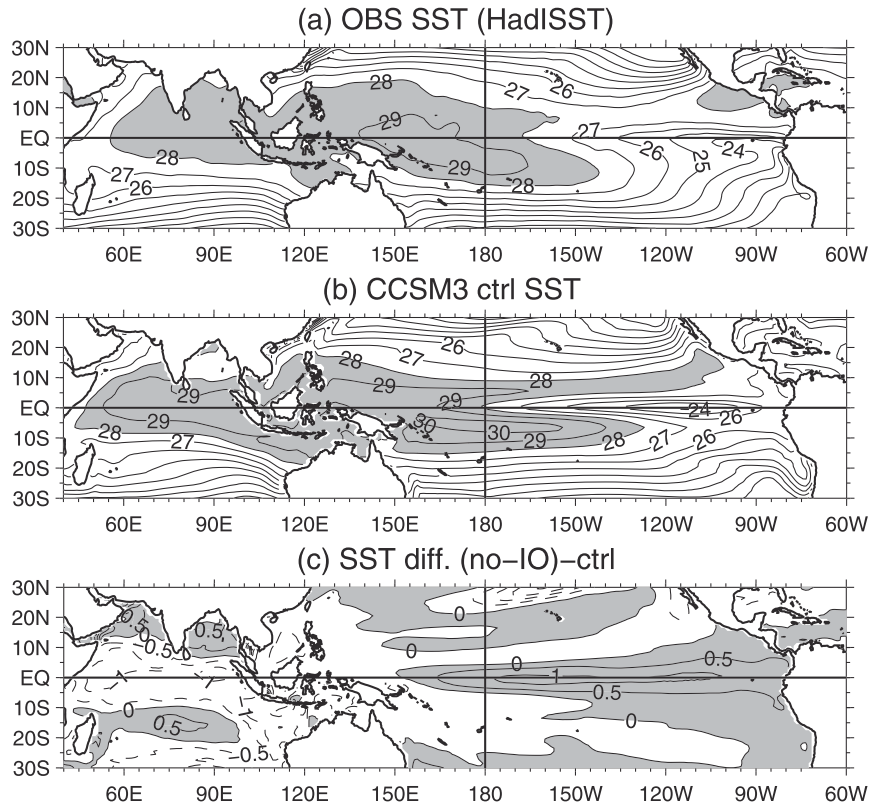 (a) OBS SST (HadISST)
30N
20N
10N
EQ
10S
20S
30S
28
27
26
29
27
28
29
26
25
24
27
26
28
60E 90E 120E 150E 180 150W 120W 90W 60W
(b) CCSM3 ctrl SST
30N
20N
10N
EQ
10S
20S
30S
28
27
26
29
29
28
29
24
26
29
30
30
29
28
27
26
28
27
60E 90E 120E 150E 180 150W 120W 90W 60W
(c) SST diff. (no-IO)-ctrl
30N
20N
10N
EQ
10S
20S
30S
0.5
0
0.5
0.5
0
0
0
0.5
1
0.5
0
0.5
0
-0.5
60E 90E 120E 150E 180 150W 120W 90W 60W